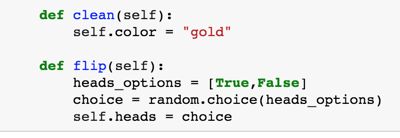 def clean(self):
    self.color = "gold"

def flip(self):
    heads_options = [True,False]
    choice = random.choice(heads_options)
    self.heads = choice